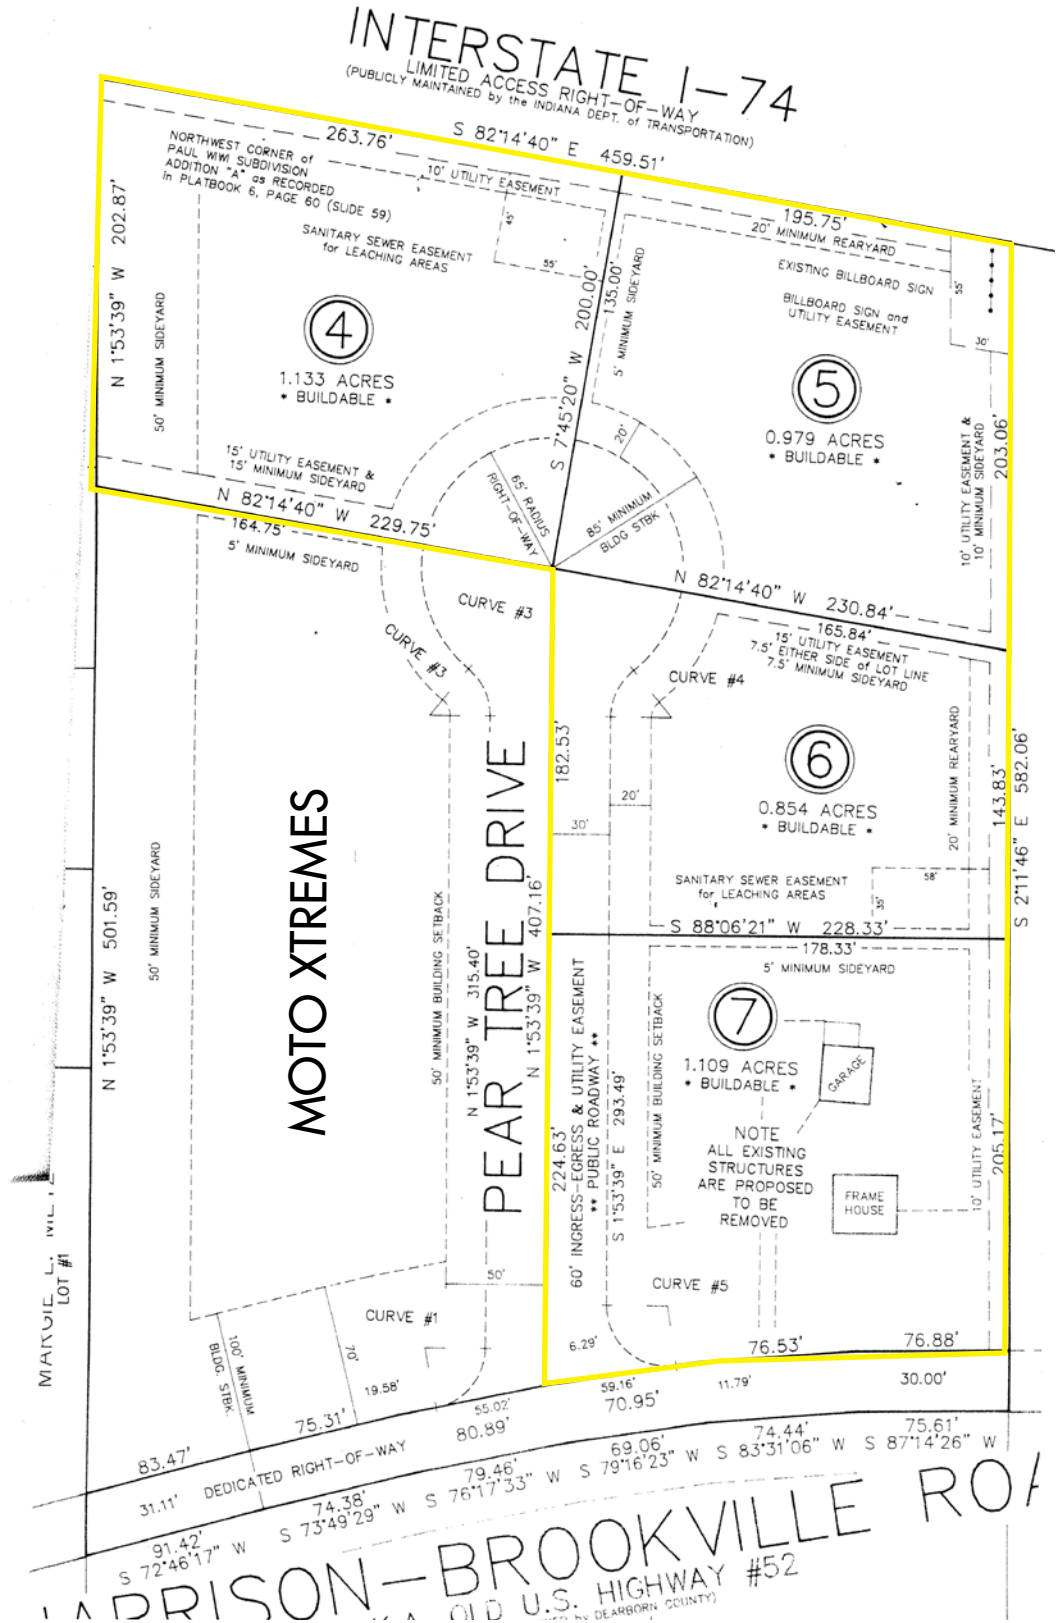 INTERSTATE I-74
LIMITED ACCESS RIGHT-OF-WAY
(PUBLICLY MAINTAINED by the INDIANA DEPT. of TRANSPORTATION)
S 82°14'40" E 459.51'
263.76'
10' UTILITY EASEMENT
195.75'
20' MINIMUM REARYARD
NORTHWEST CORNER of
PAUL WIWI SUBDIVISION
ADDITION "A" as RECORDED
in PLATBOOK 6, PAGE 60 (SLIDE 59)
SANITARY SEWER EASEMENT
for LEACHING AREAS
45'
55'
N 1°53'39" W 202.87'
50' MINIMUM SIDEYARD
4
1.133 ACRES
* BUILDABLE *
15' UTILITY EASEMENT &
15' MINIMUM SIDEYARD
N 82°14'40" W 229.75'
S 7°45'20" W 200.00'
135.00'
5' MINIMUM SIDEYARD
EXISTING BILLBOARD SIGN
BILLBOARD SIGN and
UTILITY EASEMENT
55'
30'
5
0.979 ACRES
* BUILDABLE *
10' UTILITY EASEMENT &
10' MINIMUM SIDEYARD
203.06'
20'
65' RADIUS
RIGHT-OF-WAY
85' MINIMUM
BLDG STBK
N 82°14'40" W 230.84'
164.75'
5' MINIMUM SIDEYARD
CURVE #3
CURVE #3
165.84'
15' UTILITY EASEMENT
7.5' EITHER SIDE of LOT LINE
7.5' MINIMUM SIDEYARD
CURVE #4
6
0.854 ACRES
* BUILDABLE *
20' MINIMUM REARYARD
143.83'
S 2°11'46" E 582.06'
182.53'
20'
30'
SANITARY SEWER EASEMENT
for LEACHING AREAS
58'
35'
S 88°06'21" W 228.33'
178.33'
5' MINIMUM SIDEYARD
N 1°53'39" W 501.59'
50' MINIMUM SIDEYARD
MOTO XTREMES
50' MINIMUM BUILDING SETBACK
N 1°53'39" W 315.40'
PEAR TREE DRIVE
N 1°53'39" W 407.16'
224.63'
60' INGRESS-EGRESS & UTILITY EASEMENT
** PUBLIC ROADWAY **
S 1°53'39" E 293.49'
50' MINIMUM BUILDING SETBACK
7
1.109 ACRES
* BUILDABLE *
GARAGE
NOTE
ALL EXISTING
STRUCTURES
ARE PROPOSED
TO BE
REMOVED
FRAME
HOUSE
10' UTILITY EASEMENT
205.17'
LOT #1
50'
CURVE #1
CURVE #5
100' MINIMUM
BLDG. STBK.
70'
19.58'
6.29'
76.53'
76.88'
83.47'
75.31'
55.02'
80.89'
59.16'
70.95'
11.79'
30.00'
31.11'
DEDICATED RIGHT-OF-WAY
91.42'
S 72°46'17" W
74.38'
S 73°49'29" W
79.46'
S 76°17'33" W
69.06'
S 79°16'23" W
74.44'
S 83°31'06" W
75.61'
S 87°14'26" W
HARRISON-BROOKVILLE ROA
OLD U.S. HIGHWAY #52
by DEARBORN COUNTY)